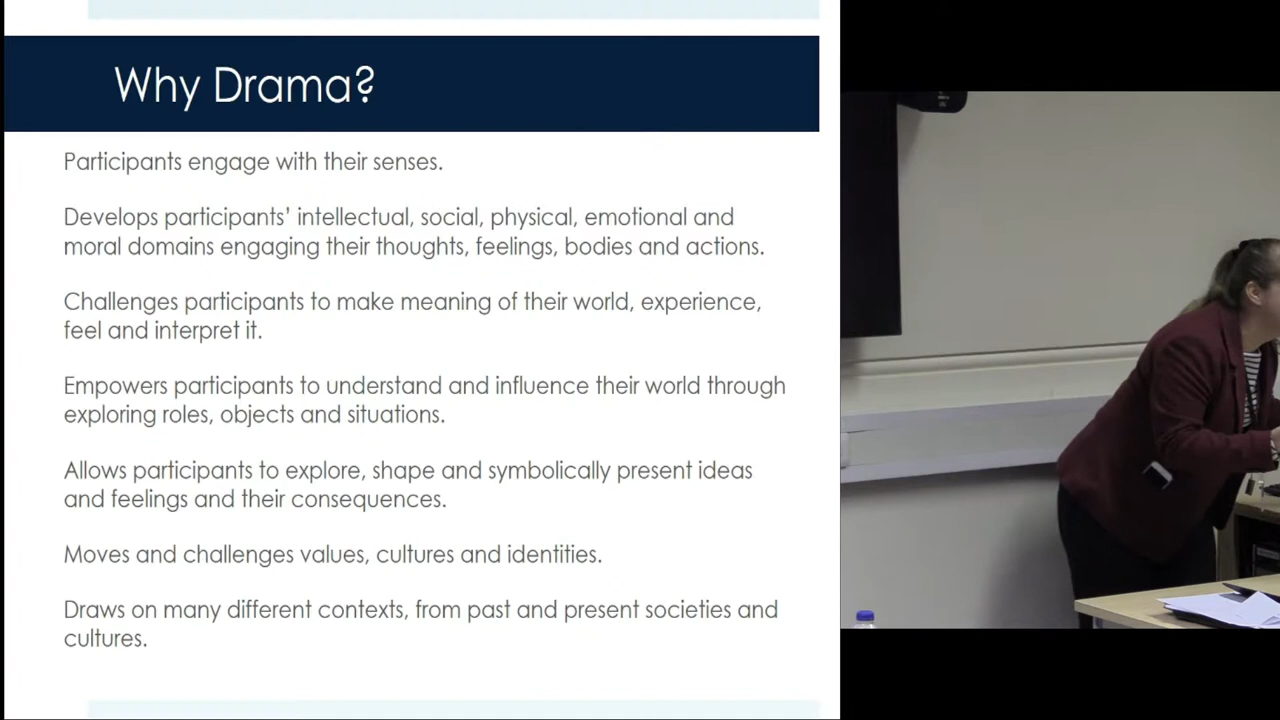 Why Drama?
Participants engage with their senses.
Develops participants' intellectual, social, physical, emotional and
moral domains engaging their thoughts, feelings, bodies and actions.
Challenges participants to make meaning of their world, experience,
feel and interpret it.
Empowers participants to understand and influence their world through
exploring roles, objects and situations.
Allows participants to explore, shape and symbolically present ideas
and feelings and their consequences.
Moves and challenges values, cultures and identities.
Draws on many different contexts, from past and present societies and
cultures.